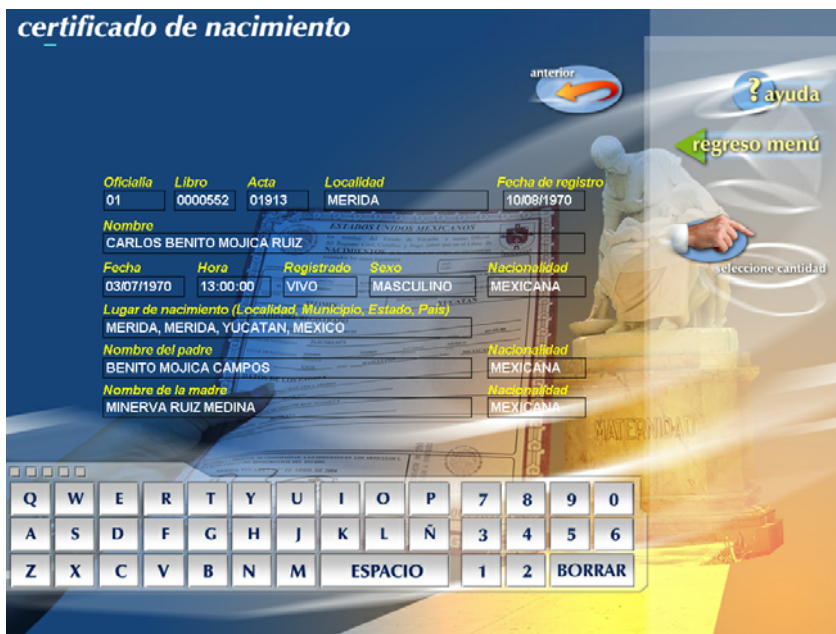 certificado de nacimiento
anterior
? ayuda
regreso menú
Oficialía Libro Acta Localidad Fecha de registro
01 0000552 01913 MERIDA 10/08/1970
ESTADOS UNIDOS MEXICANOS
Nombre
CARLOS BENITO MOJICA RUIZ
NACIMIENTOS
Fecha Hora Registrado Sexo Nacionalidad
seleccione cantidad
03/07/1970 13:00:00 VIVO MASCULINO MEXICANA
YUCATAN
Lugar de nacimiento (Localidad, Municipio, Estado, País)
MERIDA, MERIDA, YUCATAN, MEXICO
Nombre del padre Nacionalidad
BENITO MOJICA CAMPOS MEXICANA
Nombre de la madre Nacionalidad
MINERVA RUIZ MEDINA MEXICANA
MATERNIDAD
Q W E R T Y U I O P 7 8 9 0
A S D F G H J K L Ñ 3 4 5 6
Z X C V B N M ESPACIO 1 2 BORRAR